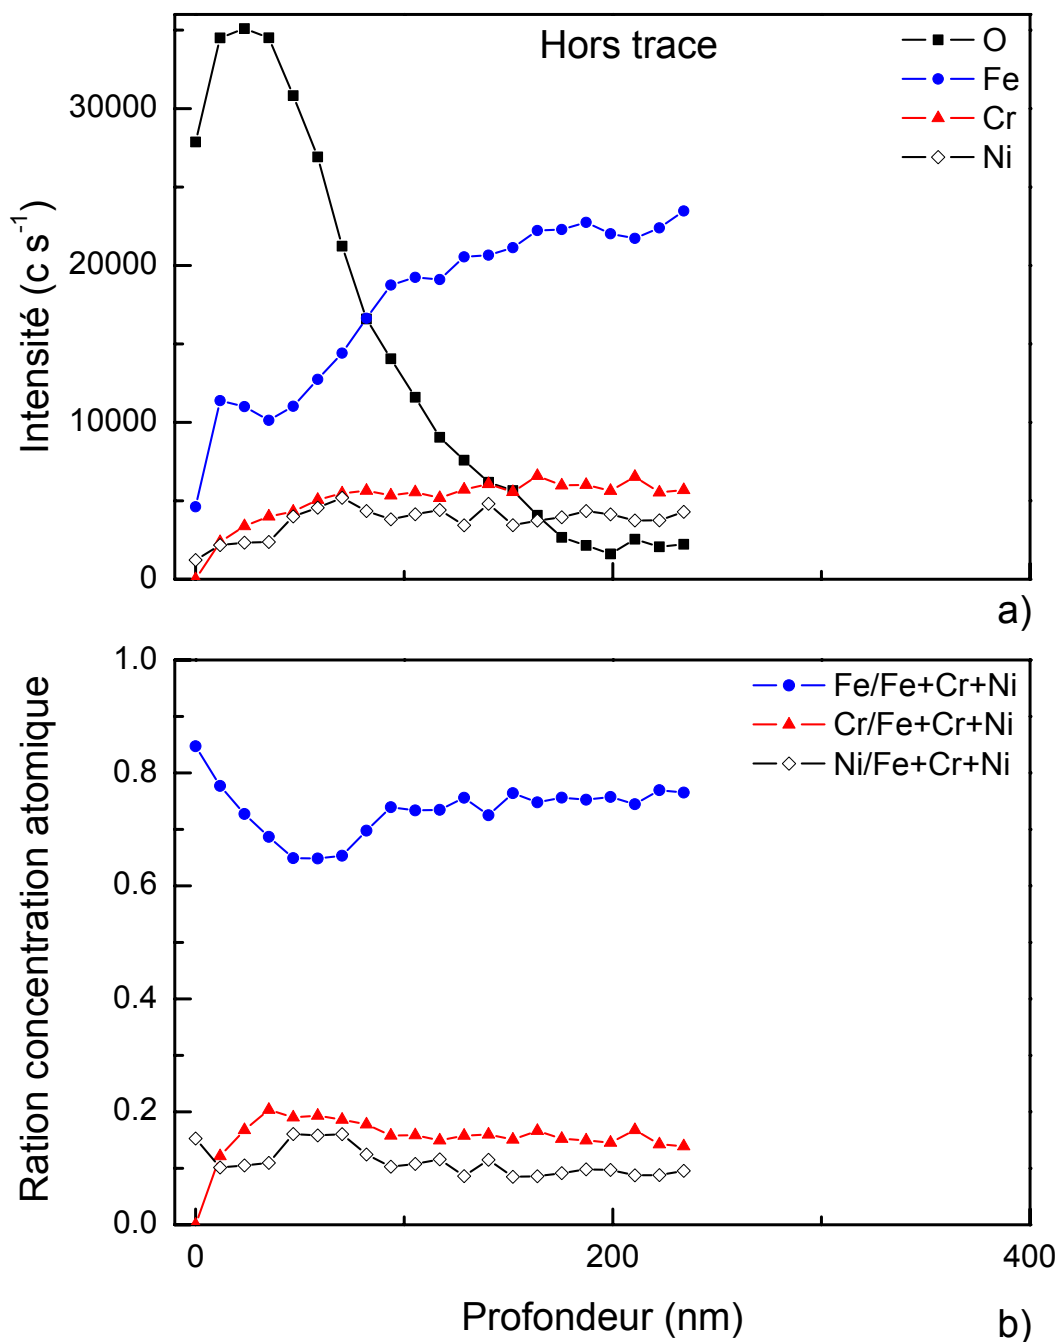 Hors trace
O
Fe
Cr
Ni
30000
20000
10000
0
Intensité (c s⁻¹)
a)
1.0
0.8
0.6
0.4
0.2
0.0
Ration concentration atomique
Fe/Fe+Cr+Ni
Cr/Fe+Cr+Ni
Ni/Fe+Cr+Ni
0
200
400
Profondeur (nm)
b)